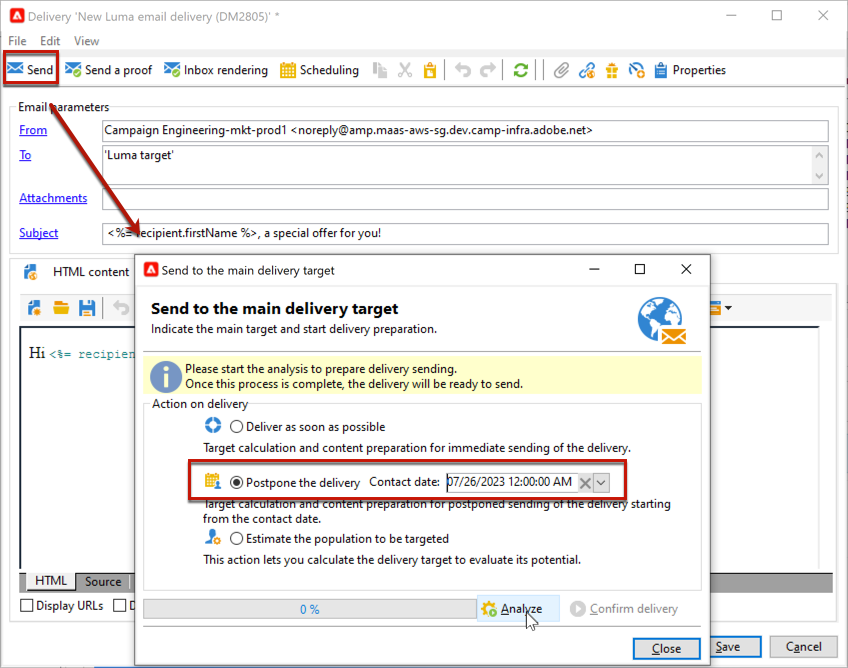 Delivery 'New Luma email delivery (DM2805)' *
File Edit View
Send Send a proof Inbox rendering Scheduling Properties
Email parameters
From Campaign Engineering-mkt-prod1 <noreply@amp.maas-aws-sg.dev.camp-infra.adobe.net>
To 'Luma target'
Attachments
Subject <%= recipient.firstName %>, a special offer for you!
HTML content
Send to the main delivery target
Send to the main delivery target
Indicate the main target and start delivery preparation.
Hi <%= recipien
Please start the analysis to prepare delivery sending.
Once this process is complete, the delivery will be ready to send.
Action on delivery
Deliver as soon as possible
Target calculation and content preparation for immediate sending of the delivery.
Postpone the delivery Contact date: 07/26/2023 12:00:00 AM
Target calculation and content preparation for postponed sending of the delivery starting
from the contact date.
Estimate the population to be targeted
This action lets you calculate the delivery target to evaluate its potential.
HTML Source
Display URLs D
0 % Analyze Confirm delivery
Close Save Cancel